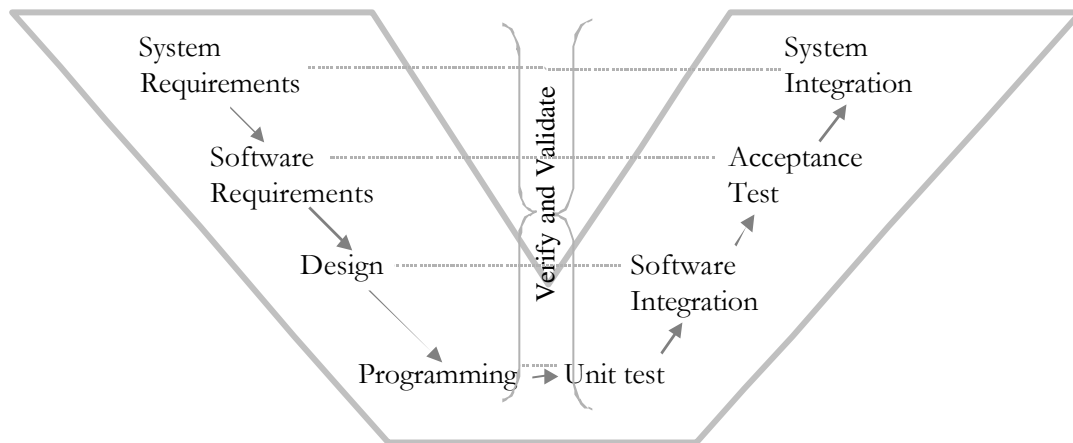 System
Requirements
Software
Requirements
Design
Programming
Verify and Validate
Unit test
Software
Integration
Acceptance
Test
System
Integration